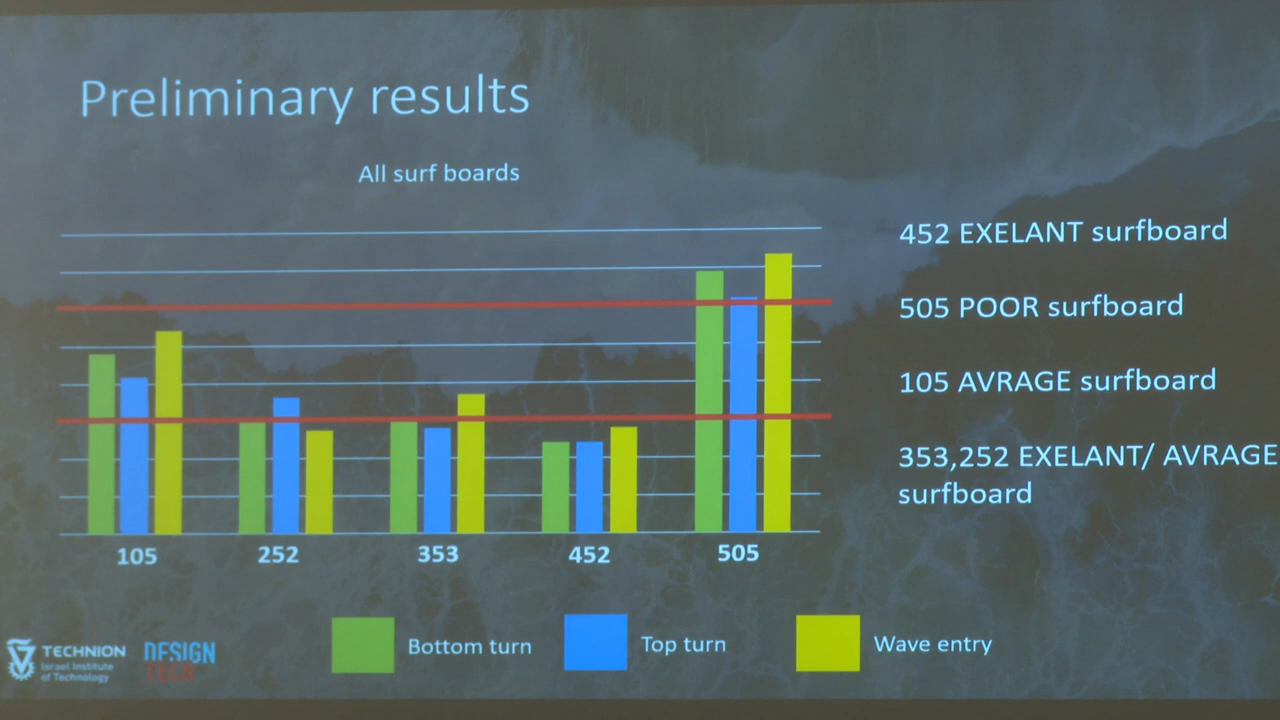 Preliminary results
All surf boards
105 252 353 452 505
Bottom turn Top turn Wave entry
452 EXELANT surfboard
505 POOR surfboard
105 AVRAGE surfboard
353,252 EXELANT/ AVRAGE
surfboard
TECHNION
Israel Institute
of Technology
DESIGN
TECH